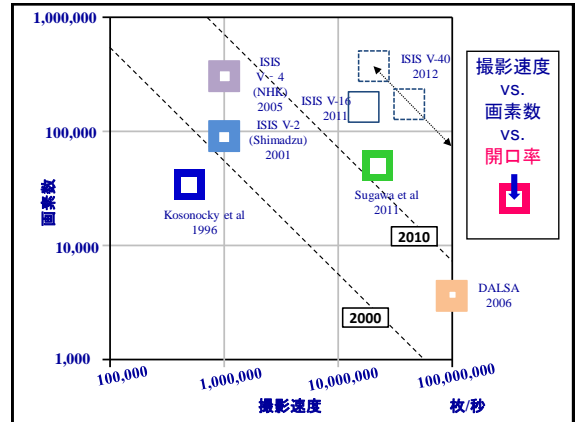 1,000,000
100,000
10,000
1,000
画素数
ISIS
V-4
(NHK)
2005
ISIS V-2
(Shimadzu)
2001
Kosonocky et al
1996
ISIS V-16
2011
ISIS V-40
2012
Sugawa et al
2011
2010
2000
DALSA
2006
100,000
1,000,000
10,000,000
100,000,000
撮影速度
枚/秒
撮影速度
vs.
画素数
vs.
開口率